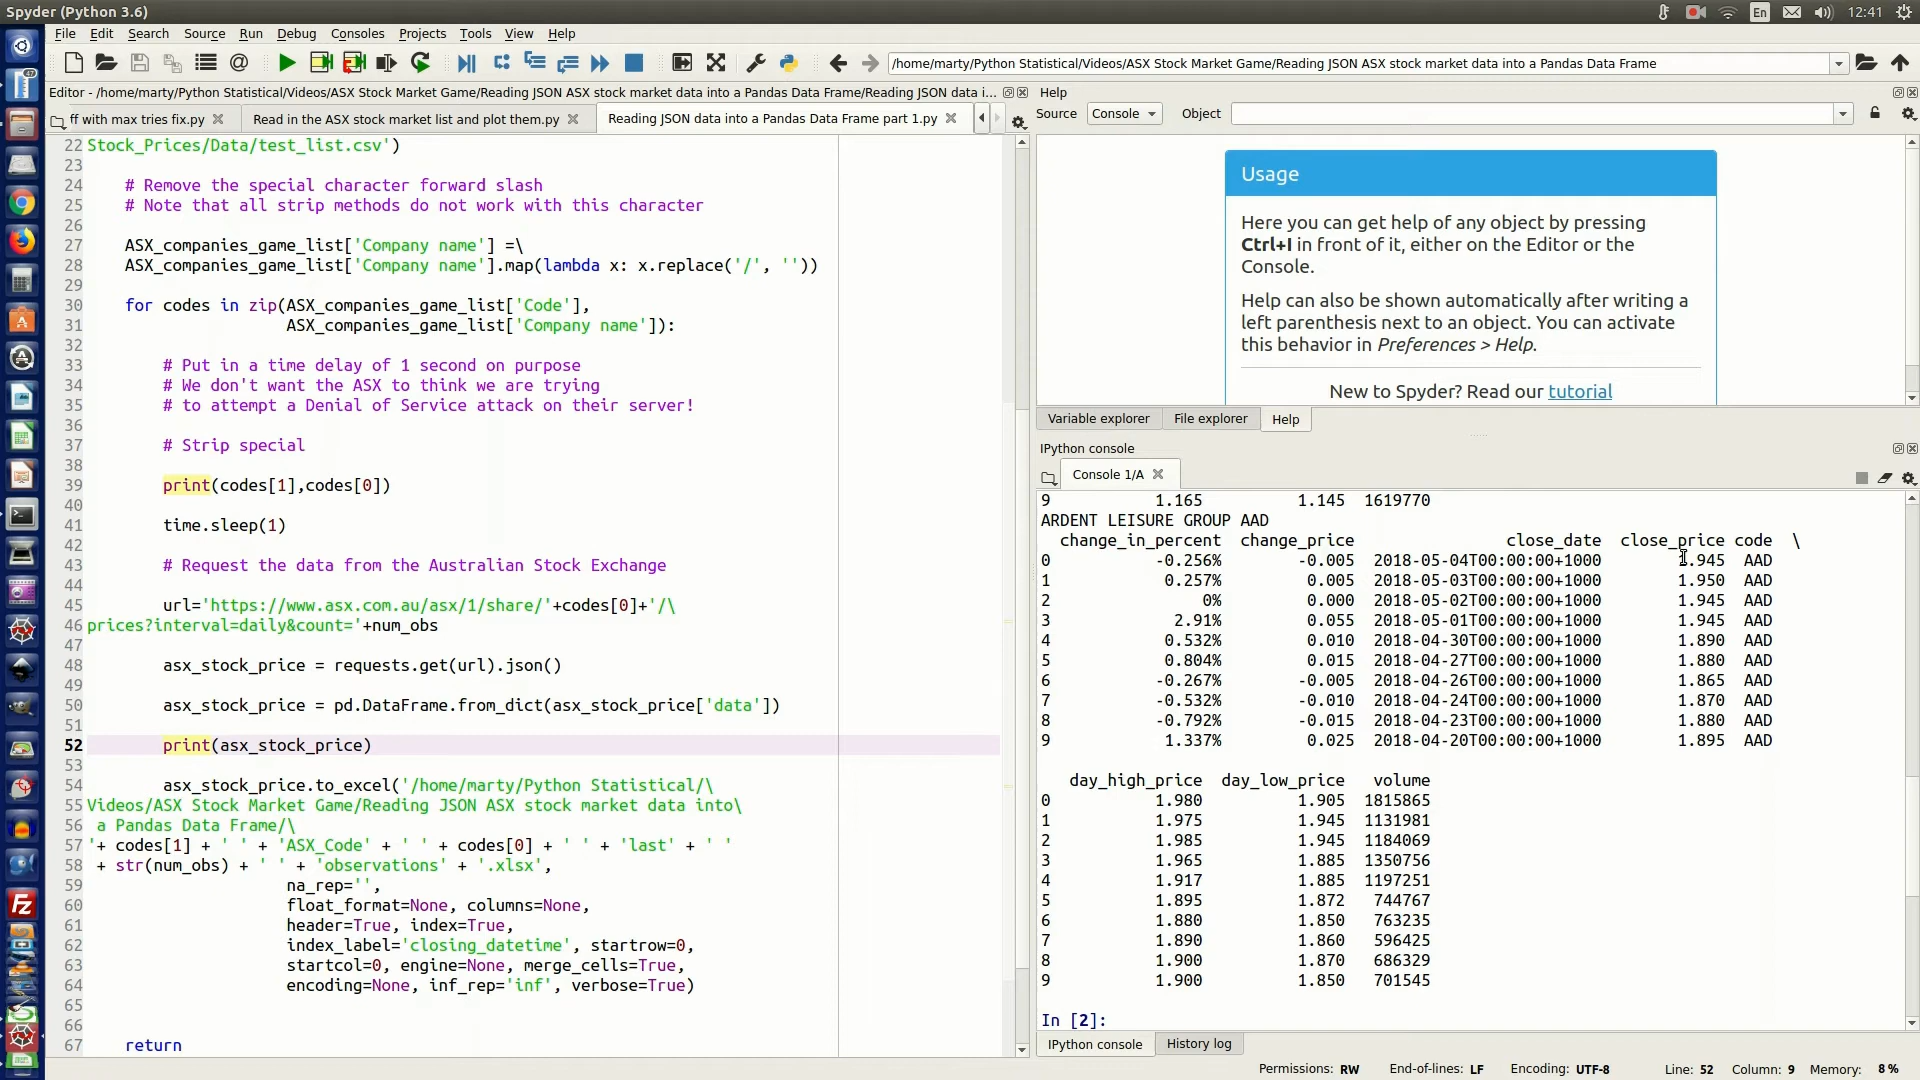 Spyder (Python 3.6)
En
12:41
File Edit Search Source Run Debug Consoles Projects Tools View Help
/home/marty/Python Statistical/Videos/ASX Stock Market Game/Reading JSON ASX stock market data into a Pandas Data Frame
Editor - /home/marty/Python Statistical/Videos/ASX Stock Market Game/Reading JSON ASX stock market data into a Pandas Data Frame/Reading JSON data i...
ff with max tries fix.py
Read in the ASX stock market list and plot them.py
Reading JSON data into a Pandas Data Frame part 1.py
22 Stock_Prices/Data/test_list.csv')
23
24 # Remove the special character forward slash
25 # Note that all strip methods do not work with this character
26
27 ASX_companies_game_list['Company name'] =\
28 ASX_companies_game_list['Company name'].map(lambda x: x.replace('/', ''))
29
30 for codes in zip(ASX_companies_game_list['Code'],
31 ASX_companies_game_list['Company name']):
32
33 # Put in a time delay of 1 second on purpose
34 # We don't want the ASX to think we are trying
35 # to attempt a Denial of Service attack on their server!
36
37 # Strip special
38
39 print(codes[1],codes[0])
40
41 time.sleep(1)
42
43 # Request the data from the Australian Stock Exchange
44
45 url='https://www.asx.com.au/asx/1/share/'+codes[0]+'/\
46 prices?interval=daily&count='+num_obs
47
48 asx_stock_price = requests.get(url).json()
49
50 asx_stock_price = pd.DataFrame.from_dict(asx_stock_price['data'])
51
52 print(asx_stock_price)
53
54 asx_stock_price.to_excel('/home/marty/Python Statistical/\
55 Videos/ASX Stock Market Game/Reading JSON ASX stock market data into\
56 a Pandas Data Frame/\
57 '+ codes[1] + ' ' + 'ASX_Code' + ' ' + codes[0] + ' ' + 'last' + ' '
58 + str(num_obs) + ' ' + 'observations' + '.xlsx',
59 na_rep='',
60 float_format=None, columns=None,
61 header=True, index=True,
62 index_label='closing_datetime', startrow=0,
63 startcol=0, engine=None, merge_cells=True,
64 encoding=None, inf_rep='inf', verbose=True)
65
66
67 return
Help
Source Console Object
Usage
Here you can get help of any object by pressing
Ctrl+I in front of it, either on the Editor or the
Console.
Help can also be shown automatically after writing a
left parenthesis next to an object. You can activate
this behavior in Preferences > Help.
New to Spyder? Read our tutorial
Variable explorer File explorer Help
IPython console
Console 1/A
9 1.165 1.145 1619770
ARDENT LEISURE GROUP AAD
change_in_percent change_price close_date close_price code \
0 -0.256% -0.005 2018-05-04T00:00:00+1000 1.945 AAD
1 0.257% 0.005 2018-05-03T00:00:00+1000 1.950 AAD
2 0% 0.000 2018-05-02T00:00:00+1000 1.945 AAD
3 2.91% 0.055 2018-05-01T00:00:00+1000 1.945 AAD
4 0.532% 0.010 2018-04-30T00:00:00+1000 1.890 AAD
5 0.804% 0.015 2018-04-27T00:00:00+1000 1.880 AAD
6 -0.267% -0.005 2018-04-26T00:00:00+1000 1.865 AAD
7 -0.532% -0.010 2018-04-24T00:00:00+1000 1.870 AAD
8 -0.792% -0.015 2018-04-23T00:00:00+1000 1.880 AAD
9 1.337% 0.025 2018-04-20T00:00:00+1000 1.895 AAD
day_high_price day_low_price volume
0 1.980 1.905 1815865
1 1.975 1.945 1131981
2 1.985 1.945 1184069
3 1.965 1.885 1350756
4 1.917 1.885 1197251
5 1.895 1.872 744767
6 1.880 1.850 763235
7 1.890 1.860 596425
8 1.900 1.870 686329
9 1.900 1.850 701545
In [2]:
IPython console History log
Permissions: RW End-of-lines: LF Encoding: UTF-8 Line: 52 Column: 9 Memory: 8 %